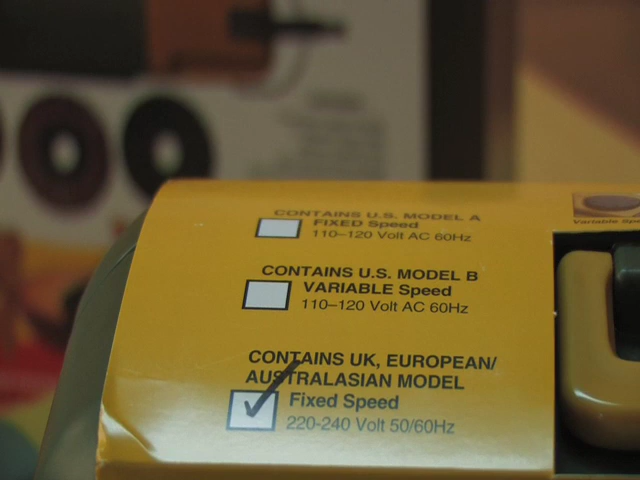 CONTAINS U.S. MODEL A
FIXED Speed
110–120 Volt AC 60Hz
CONTAINS U.S. MODEL B
VARIABLE Speed
110–120 Volt AC 60Hz
CONTAINS UK, EUROPEAN/
AUSTRALASIAN MODEL
Fixed Speed
220-240 Volt 50/60Hz
Variable